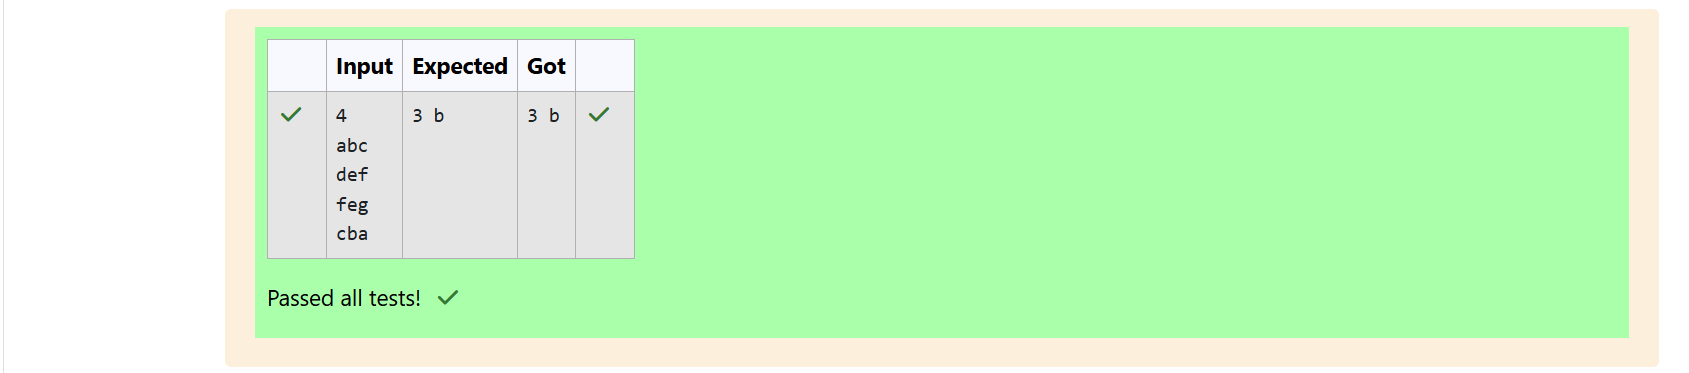 Input Expected Got
4 3 b 3 b
abc
def
feg
cba
Passed all tests!